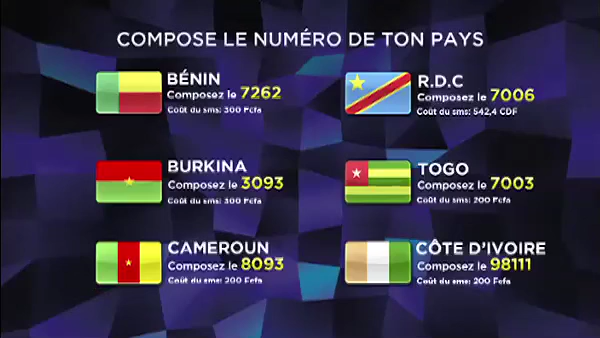 COMPOSE LE NUMÉRO DE TON PAYS
BÉNIN
Composez le 7262
Coût du sms: 300 Fcfa
R.D.C
Composez le 7006
Coût du sms: 542,4 CDF
BURKINA
Composez le 3093
Coût du sms: 300 Fcfa
TOGO
Composez le 7003
Coût du sms: 200 Fcfa
CAMEROUN
Composez le 8093
Coût du sms: 200 Fcfa
CÔTE D'IVOIRE
Composez le 98111
Coût du sms: 200 Fcfa